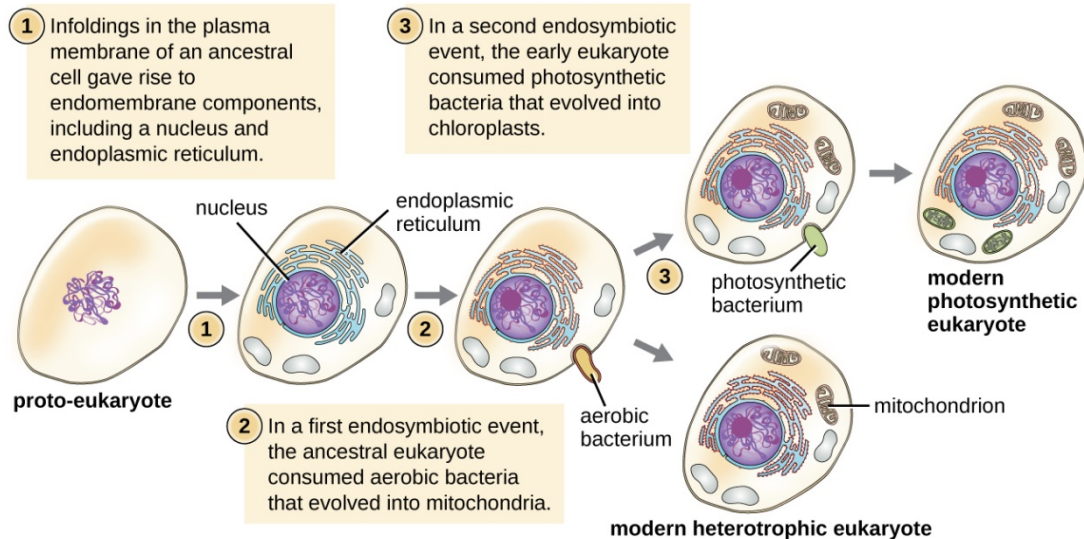 1
Infoldings in the plasma
membrane of an ancestral
cell gave rise to
endomembrane components,
including a nucleus and
endoplasmic reticulum.
3
In a second endosymbiotic
event, the early eukaryote
consumed photosynthetic
bacteria that evolved into
chloroplasts.
nucleus
endoplasmic
reticulum
proto-eukaryote
1
2
3
photosynthetic
bacterium
modern
photosynthetic
eukaryote
aerobic
bacterium
mitochondrion
2
In a first endosymbiotic event,
the ancestral eukaryote
consumed aerobic bacteria
that evolved into mitochondria.
modern heterotrophic eukaryote